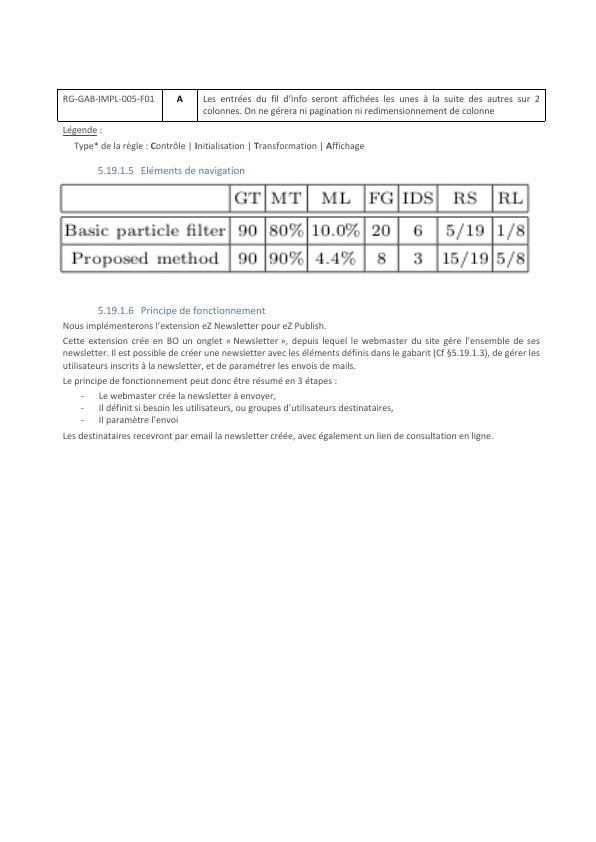 RG-GAB-IMPL-005-F01 A Les entrées du fil d’info seront affichées les unes à la suite des autres sur 2
colonnes. On ne gérera ni pagination ni redimensionnement de colonne
Légende :
Type* de la règle : Contrôle | Initialisation | Transformation | Affichage
5.19.1.5 Eléments de navigation
GT MT ML FG IDS RS RL
Basic particle filter 90 80% 10.0% 20 6 5/19 1/8
Proposed method 90 90% 4.4% 8 3 15/19 5/8
5.19.1.6 Principe de fonctionnement
Nous implémenterons l’extension eZ Newsletter pour eZ Publish.
Cette extension crée en BO un onglet « Newsletter », depuis lequel le webmaster du site gère l’ensemble de ses
newsletter. Il est possible de créer une newsletter avec les éléments définis dans le gabarit (Cf §5.19.1.3), de gérer les
utilisateurs inscrits à la newsletter, et de paramétrer les envois de mails.
Le principe de fonctionnement peut donc être résumé en 3 étapes :
- Le webmaster crée la newsletter à envoyer,
- Il définit si besoin les utilisateurs, ou groupes d’utilisateurs destinataires,
- Il paramètre l’envoi
Les destinataires recevront par email la newsletter créée, avec également un lien de consultation en ligne.